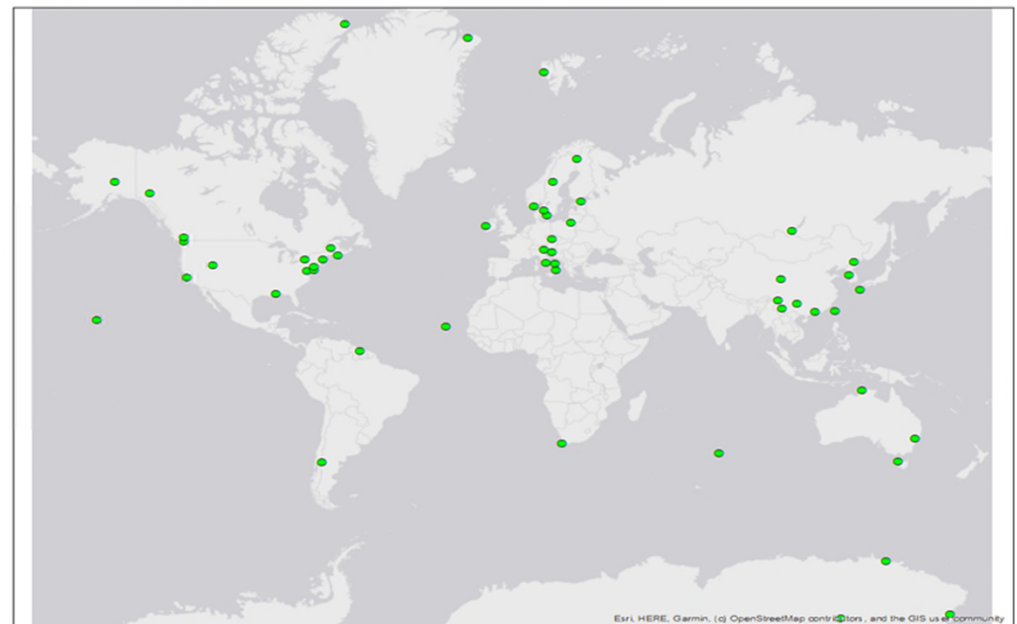 Esri, HERE, Garmin, (c) OpenStreetMap contributors, and the GIS user community